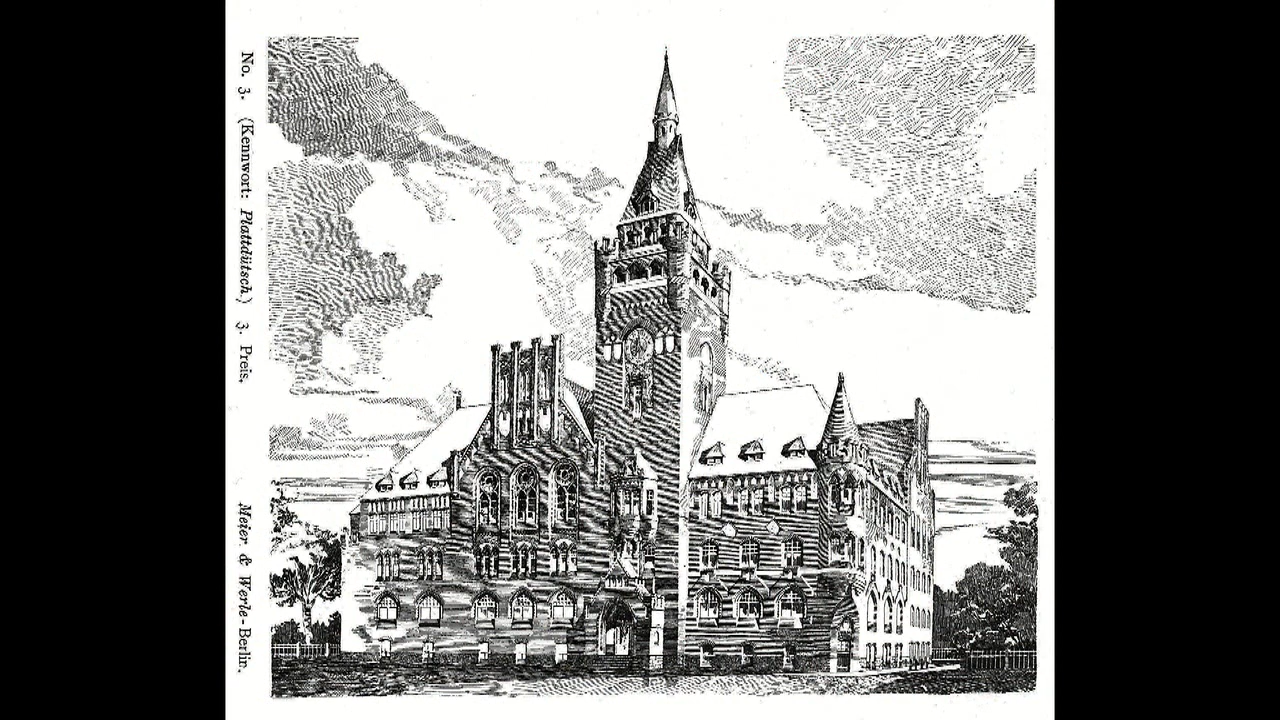 No. 3. (Kennwort: Plattdütsch.) 3. Preis. Meier & Werle-Berlin.